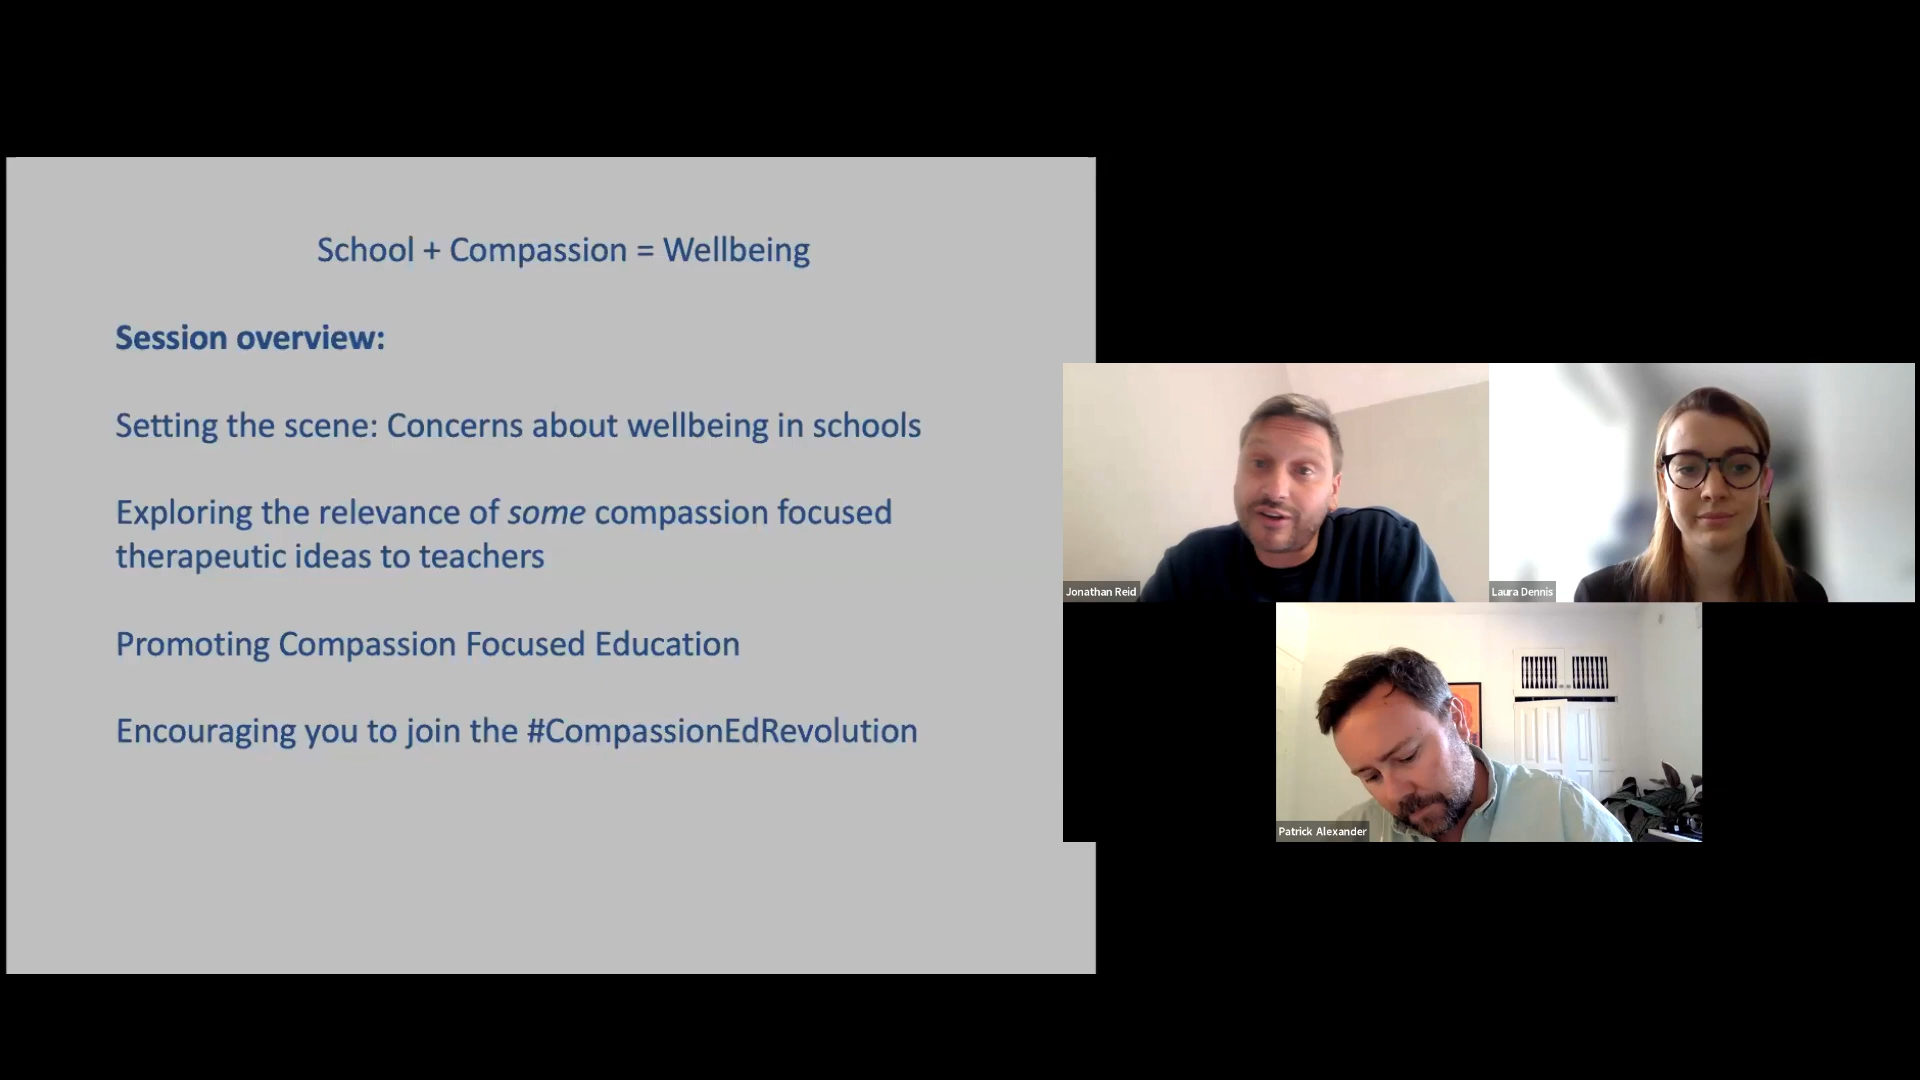 School + Compassion = Wellbeing
Session overview:
Setting the scene: Concerns about wellbeing in schools
Exploring the relevance of some compassion focused
therapeutic ideas to teachers
Promoting Compassion Focused Education
Encouraging you to join the #CompassionEdRevolution
Jonathan Reid
Laura Dennis
Patrick Alexander